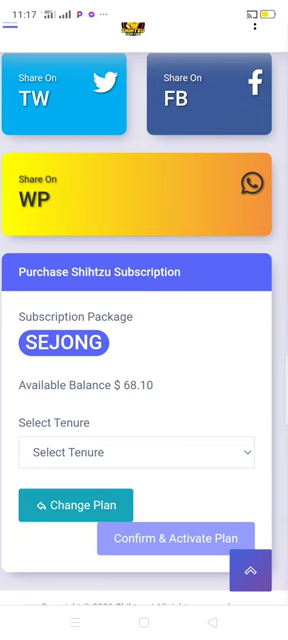 11:17
SHIHTZU
Share On
TW
Share On
FB
Share On
WP
Purchase Shihtzu Subscription
Subscription Package
SEJONG
Available Balance $ 68.10
Select Tenure
Select Tenure
Change Plan
Confirm & Activate Plan